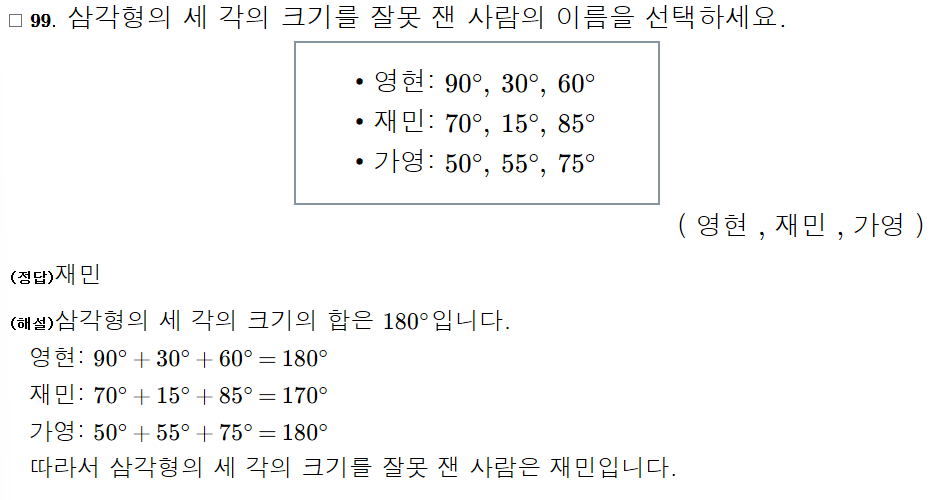 □ 99. 삼각형의 세 각의 크기를 잘못 잰 사람의 이름을 선택하세요.
• 영현: 90°, 30°, 60°
• 재민: 70°, 15°, 85°
• 가영: 50°, 55°, 75°
( 영현 , 재민 , 가영 )
(정답)재민
(해설)삼각형의 세 각의 크기의 합은 180°입니다.
영현: 90° + 30° + 60° = 180°
재민: 70° + 15° + 85° = 170°
가영: 50° + 55° + 75° = 180°
따라서 삼각형의 세 각의 크기를 잘못 잰 사람은 재민입니다.